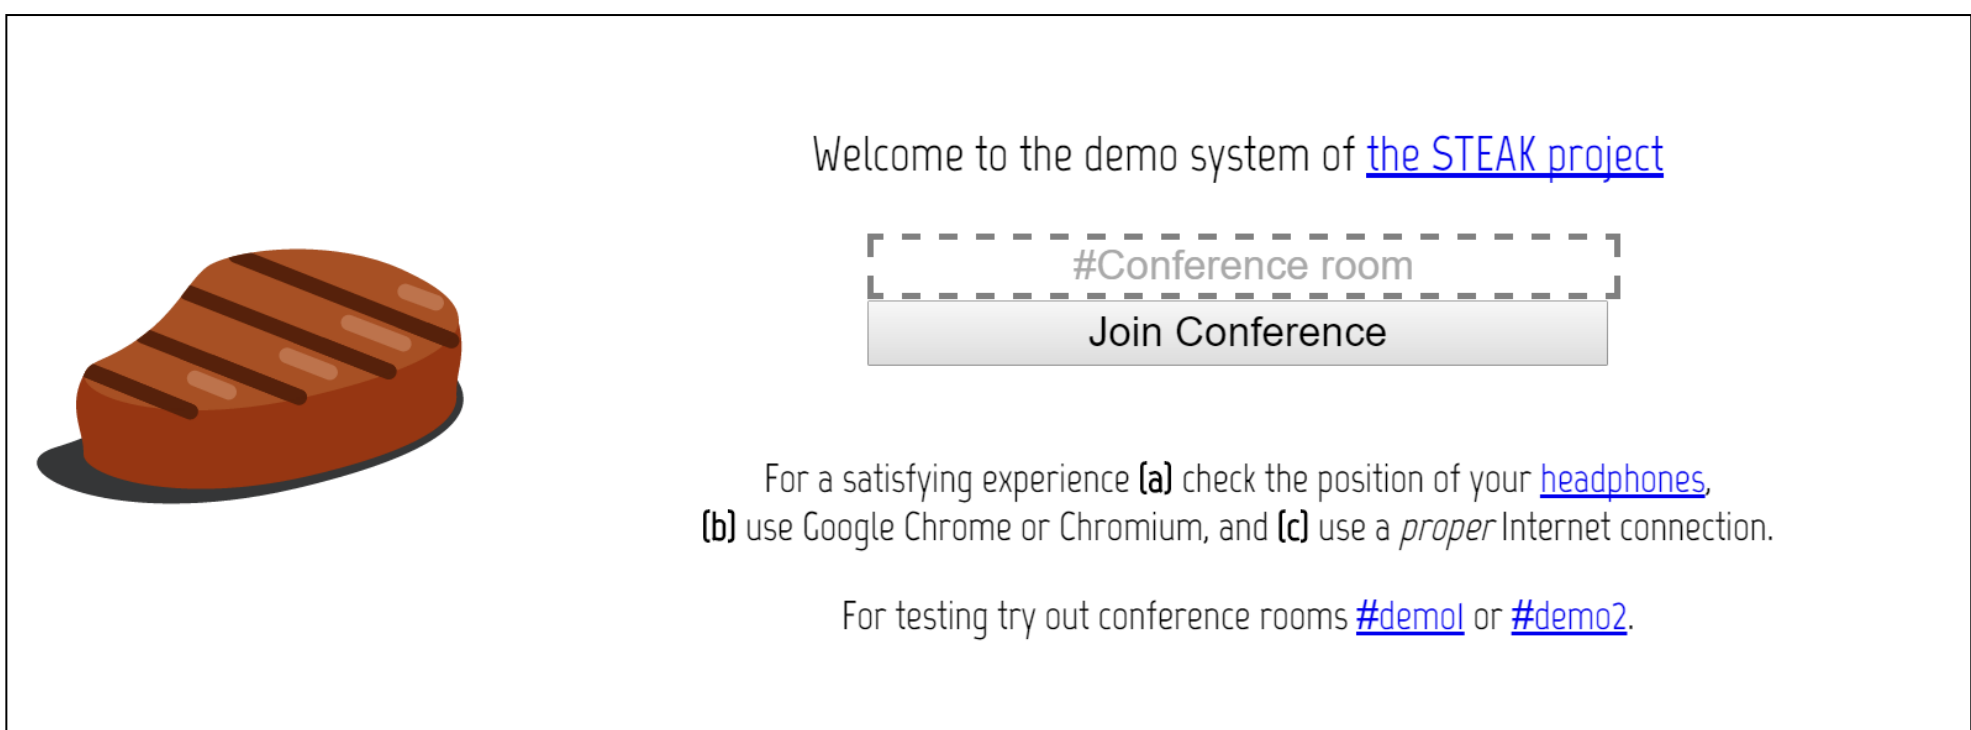 Welcome to the demo system of the STEAK project
#Conference room
Join Conference
For a satisfying experience (a) check the position of your headphones,
(b) use Google Chrome or Chromium, and (c) use a proper Internet connection.
For testing try out conference rooms #demo1 or #demo2.